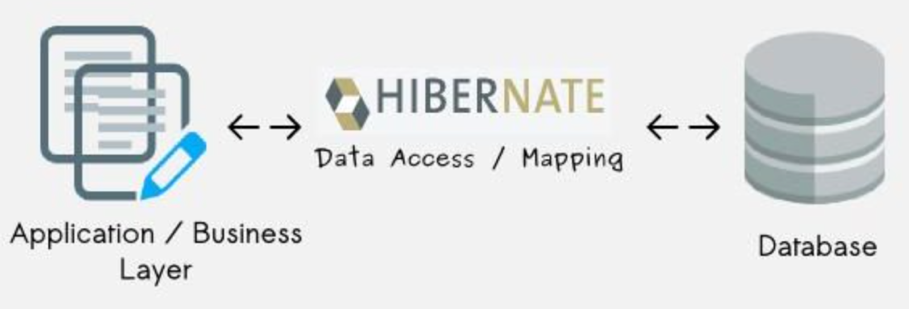 HIBERNATE
Data Access / Mapping
Application / Business
Layer
Database